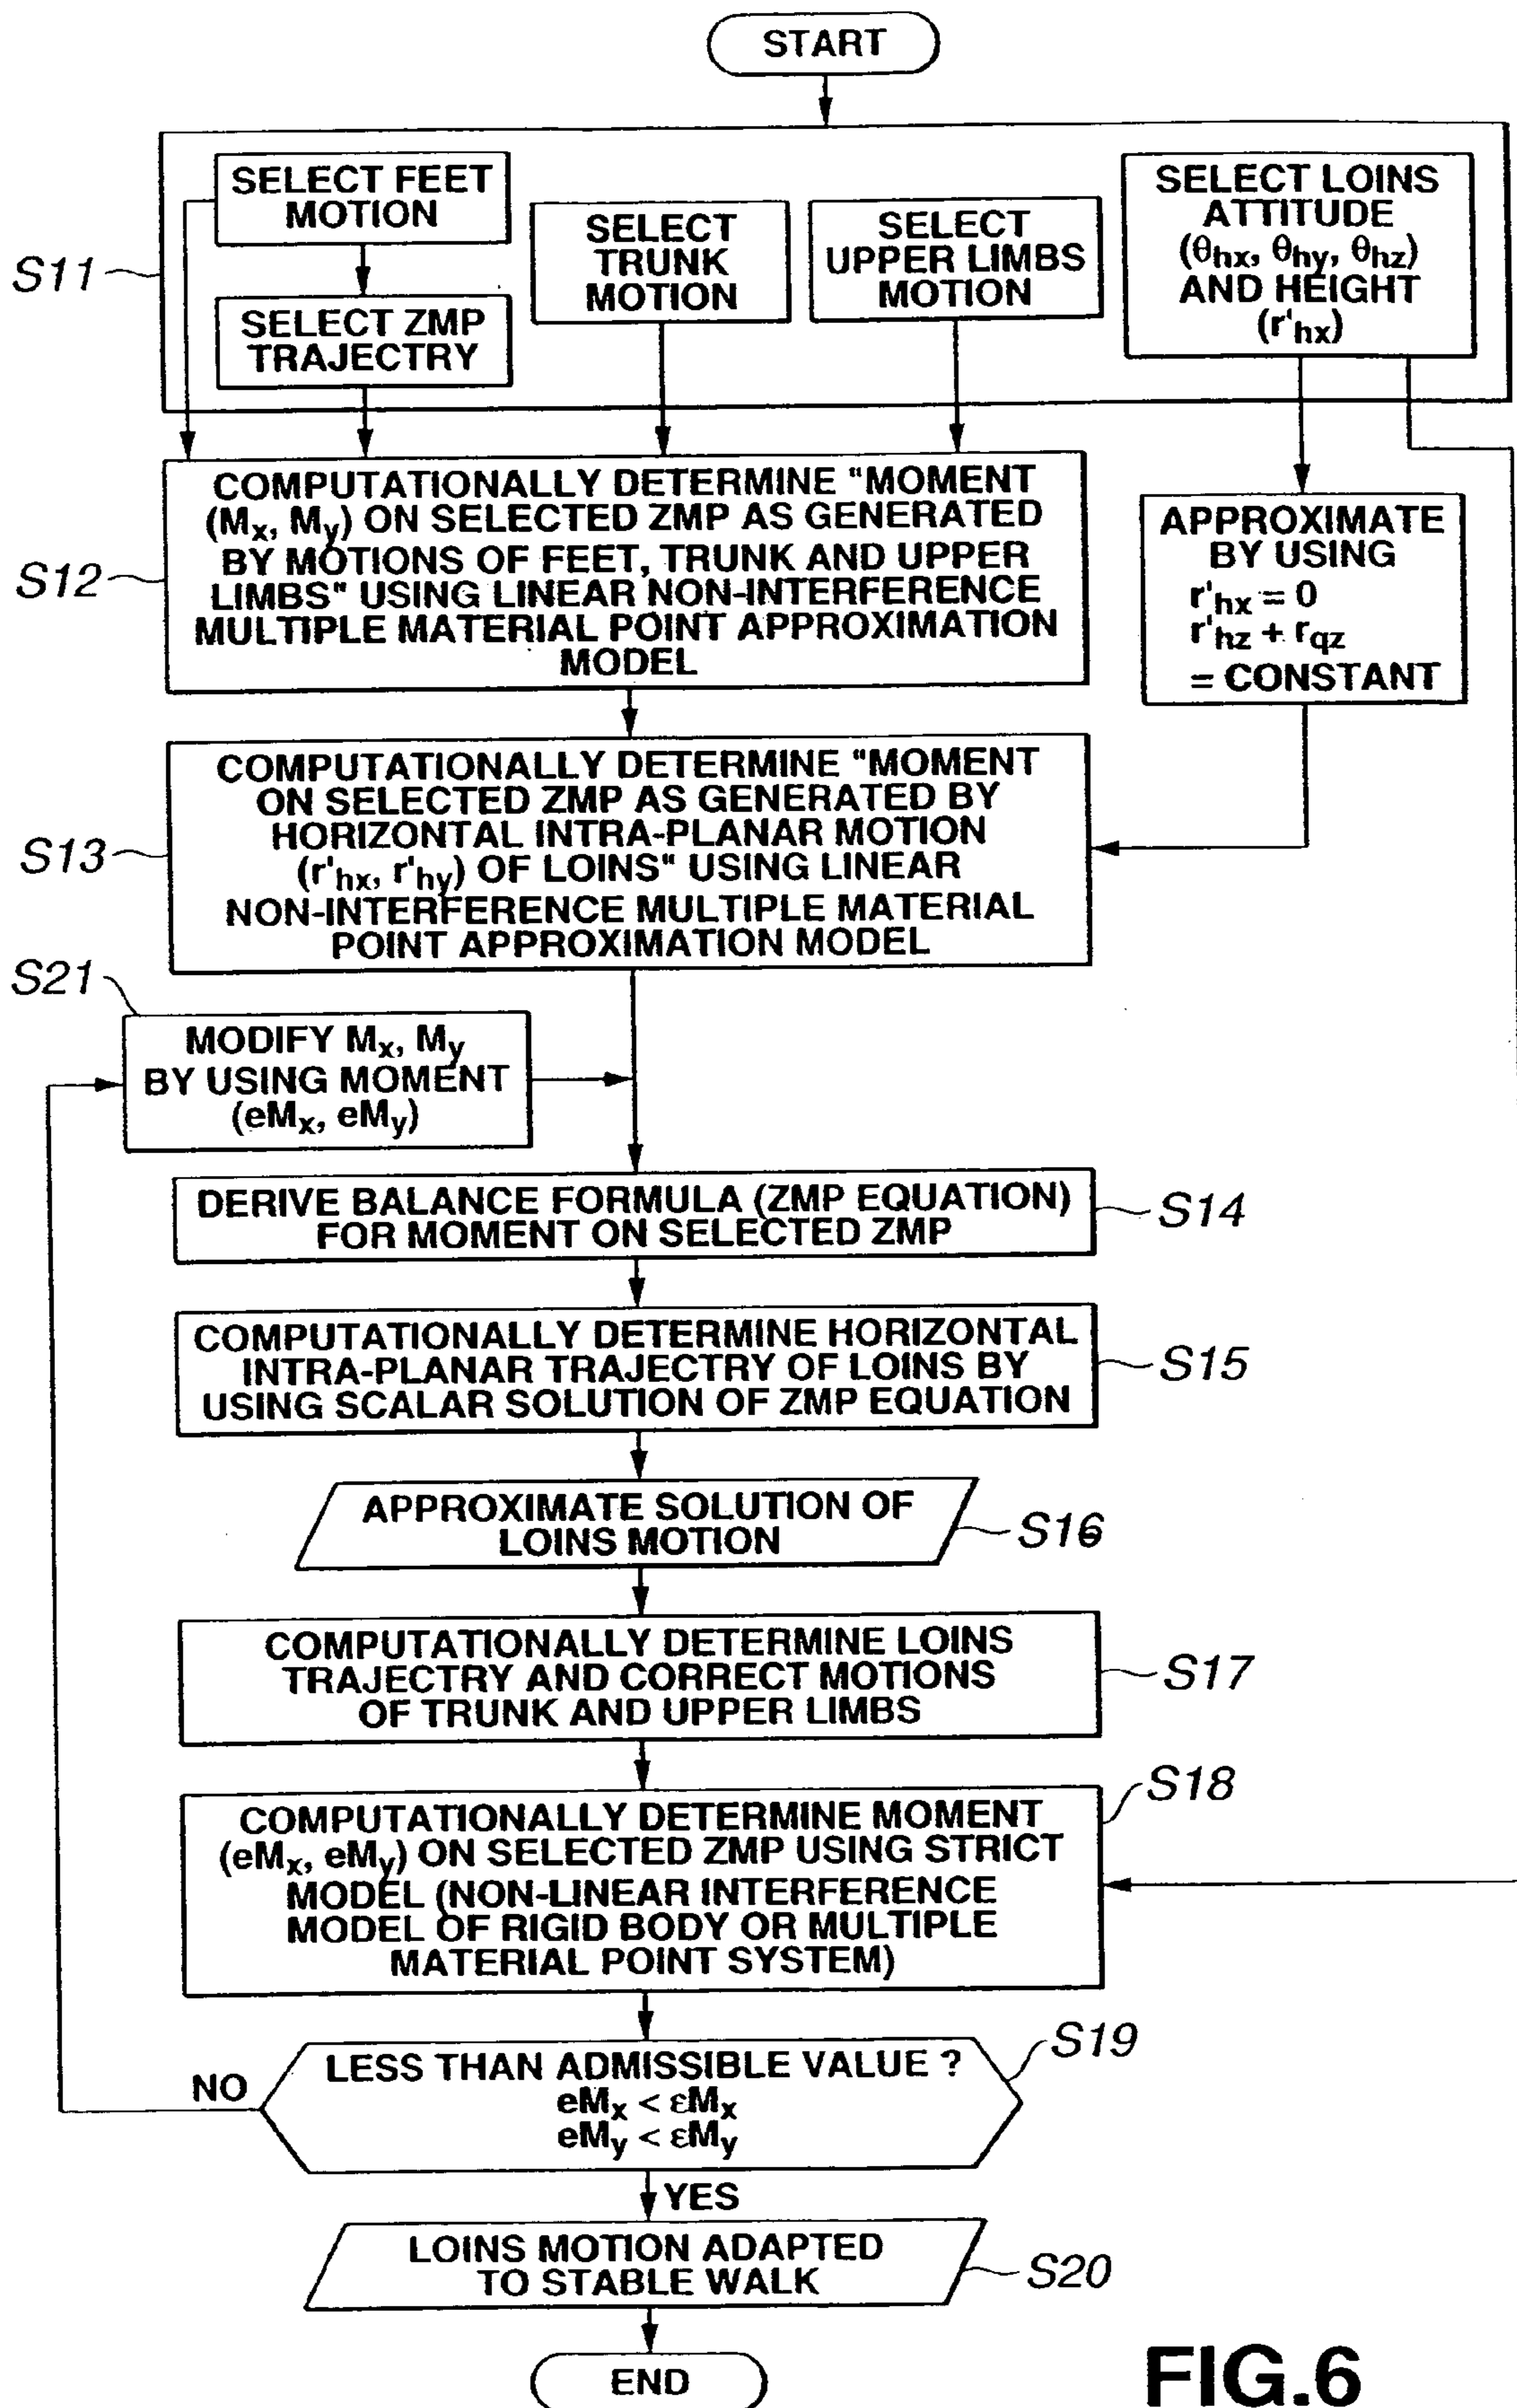 START
S11
SELECT FEET
MOTION
SELECT ZMP
TRAJECTRY
SELECT
TRUNK
MOTION
SELECT
UPPER LIMBS
MOTION
SELECT LOINS
ATTITUDE
(θhx, θhy, θhz)
AND HEIGHT
(r'hx)
S12
COMPUTATIONALLY DETERMINE "MOMENT
(Mx, My) ON SELECTED ZMP AS GENERATED
BY MOTIONS OF FEET, TRUNK AND UPPER
LIMBS" USING LINEAR NON-INTERFERENCE
MULTIPLE MATERIAL POINT APPROXIMATION
MODEL
APPROXIMATE
BY USING
r'hx = 0
r'hz + rqz
= CONSTANT
S13
COMPUTATIONALLY DETERMINE "MOMENT
ON SELECTED ZMP AS GENERATED BY
HORIZONTAL INTRA-PLANAR MOTION
(r'hx, r'hy) OF LOINS" USING LINEAR
NON-INTERFERENCE MULTIPLE MATERIAL
POINT APPROXIMATION MODEL
S21
MODIFY Mx, My
BY USING MOMENT
(eMx, eMy)
DERIVE BALANCE FORMULA (ZMP EQUATION)
FOR MOMENT ON SELECTED ZMP
S14
COMPUTATIONALLY DETERMINE HORIZONTAL
INTRA-PLANAR TRAJECTRY OF LOINS BY
USING SCALAR SOLUTION OF ZMP EQUATION
S15
APPROXIMATE SOLUTION OF
LOINS MOTION
S16
COMPUTATIONALLY DETERMINE LOINS
TRAJECTRY AND CORRECT MOTIONS
OF TRUNK AND UPPER LIMBS
S17
COMPUTATIONALLY DETERMINE MOMENT
(eMx, eMy) ON SELECTED ZMP USING STRICT
MODEL (NON-LINEAR INTERFERENCE
MODEL OF RIGID BODY OR MULTIPLE
MATERIAL POINT SYSTEM)
S18
LESS THAN ADMISSIBLE VALUE ?
eMx < εMx
eMy < εMy
S19
NO
YES
LOINS MOTION ADAPTED
TO STABLE WALK
S20
END
FIG.6